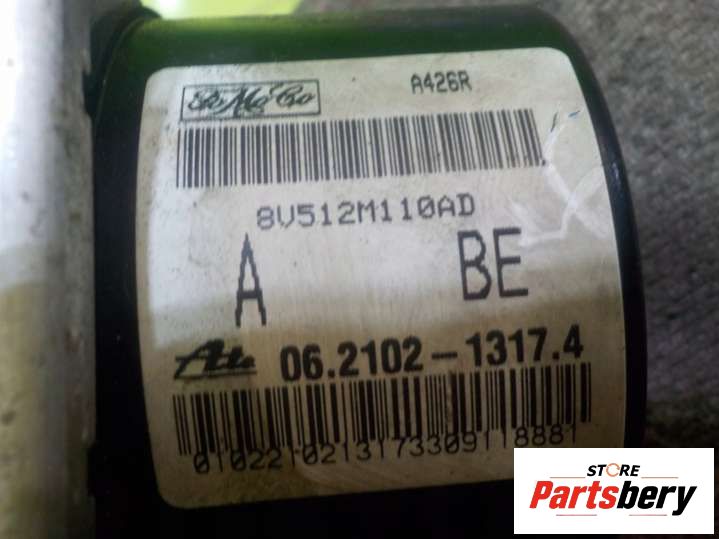 FoMoCo
A426R
8V512M110AD
A BE
Ate 06.2102-1317.4
0102210213173309118881
STORE
Partsbery